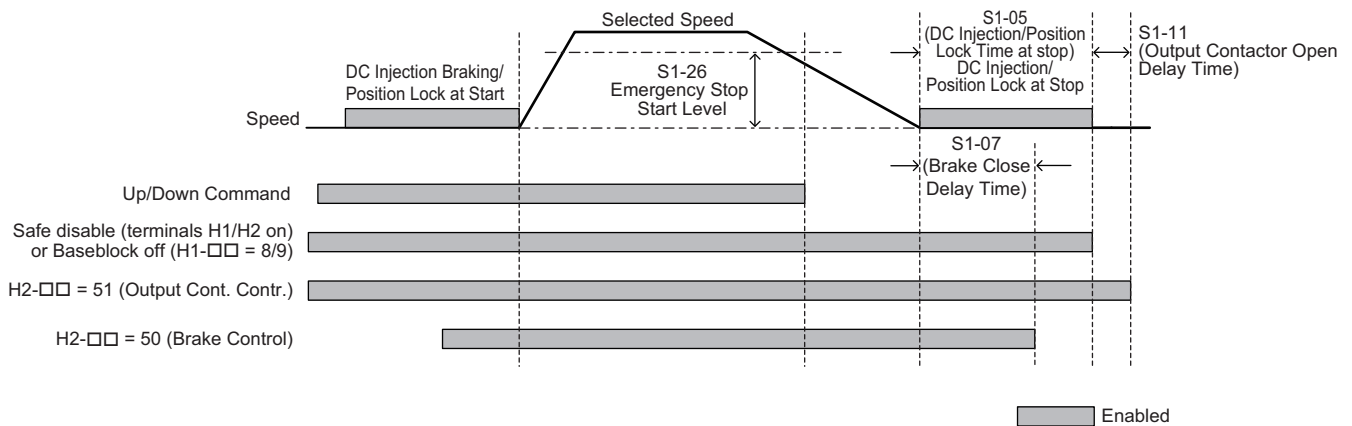 Selected Speed
S1-05
(DC Injection/Position
Lock Time at stop)
DC Injection/
Position Lock at Stop
S1-11
(Output Contactor Open
Delay Time)
DC Injection Braking/
Position Lock at Start
S1-26
Emergency Stop
Start Level
Speed
S1-07
(Brake Close
Delay Time)
Up/Down Command
Safe disable (terminals H1/H2 on)
or Baseblock off (H1-□□ = 8/9)
H2-□□ = 51 (Output Cont. Contr.)
H2-□□ = 50 (Brake Control)
Enabled